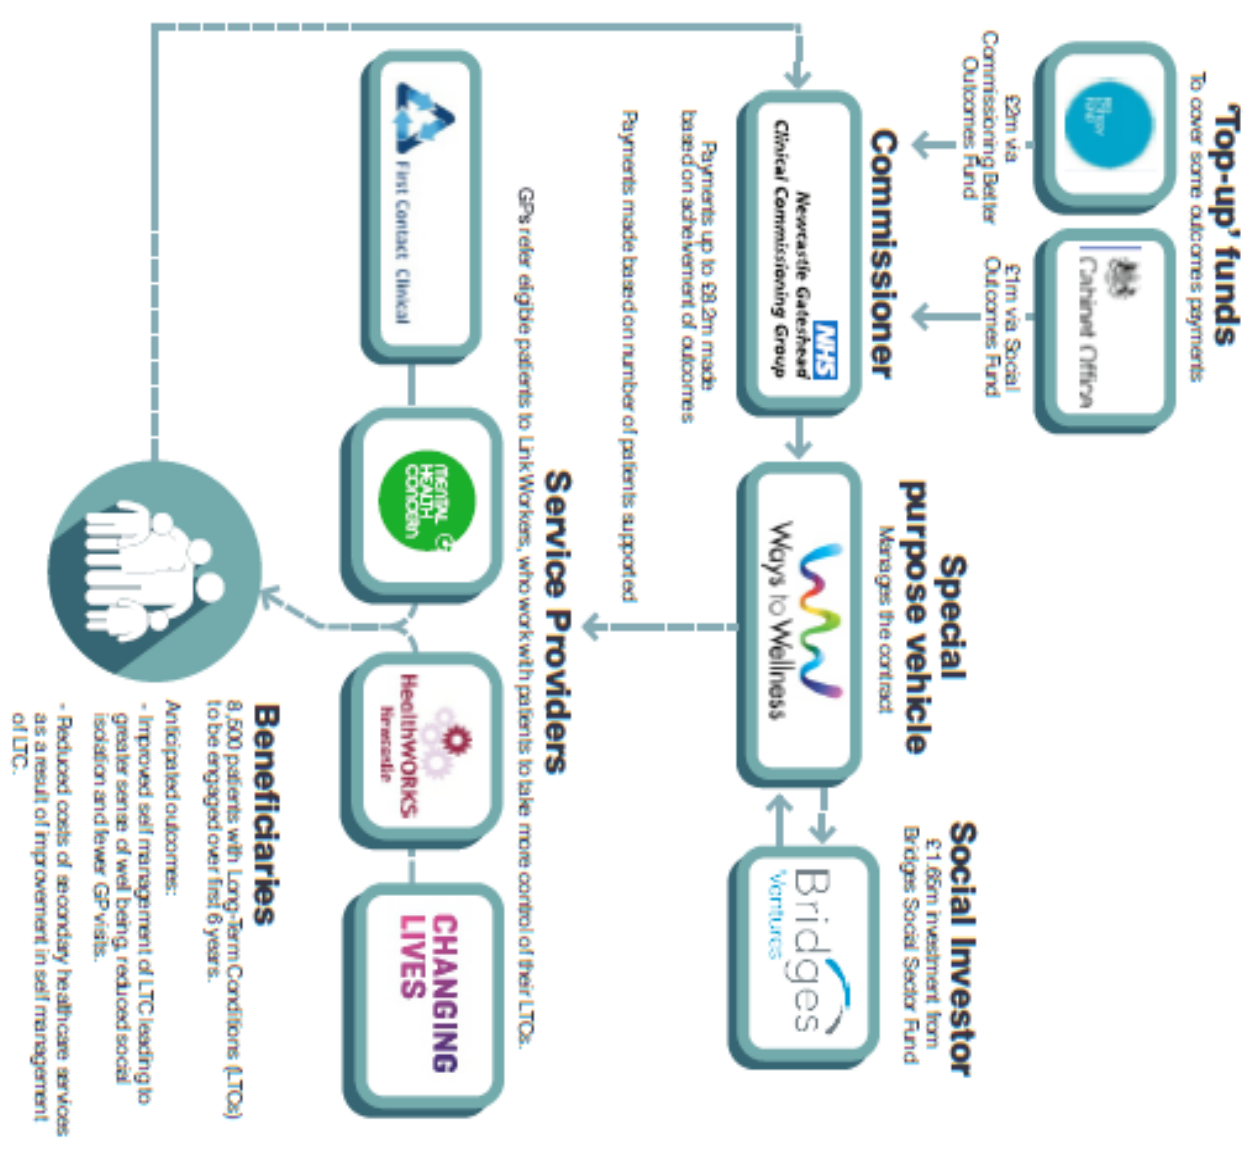 'Top-up' funds
To cover some outcomes payments
BIG
LOTTERY
FUND
Cabinet Office
£2m via
Commissioning Better
Outcomes Fund
£1m via Social
Outcomes Fund
Commissioner
NHS
Newcastle Gateshead
Clinical Commissioning Group
Special
purpose vehicle
Manages the contract
Ways to Wellness
Social Investor
£1.65m investment from
Bridges Social Sector Fund
Bridges
Ventures
Payments up to £8.2m made
based on achievement of outcomes
Payments made based on number of patients supported
Service Providers
GPs refer eligible patients to Link Workers, who work with patients to take more control of their LTCs.
First Contact Clinical
MENTAL
HEALTH
CONCERN
HealthWORKS
Newcastle
CHANGING
LIVES
Beneficiaries
8,500 patients with Long-Term Conditions (LTCs)
to be engaged over first 6 years.
Anticipated outcomes:
- Improved self management of LTC leading to
greater sense of well being, reduced social
isolation and fewer GP visits.
- Reduced costs of secondary healthcare services
as a result of improvement in self management
of LTC.